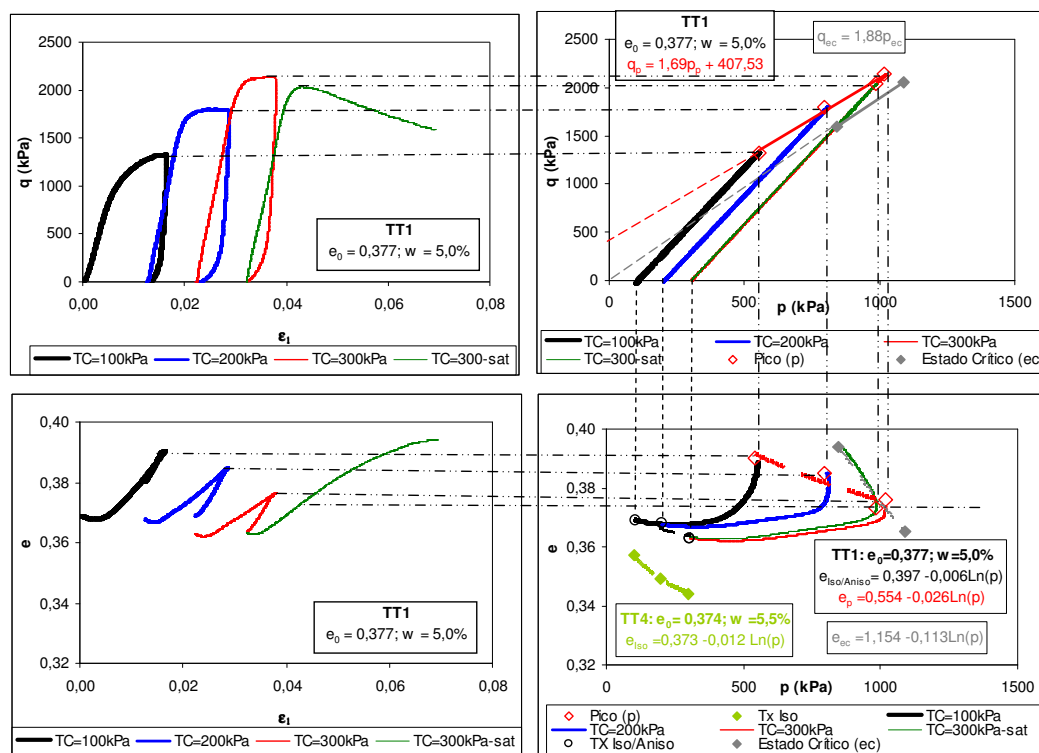 2500
2000
1500
1000
500
0
q (kPa)
TT1
e0 = 0,377; w = 5,0%
0,00
0,02
0,04
0,06
0,08
ε1
TC=100kPa
TC=200kPa
TC=300kPa
TC=300-sat
TT1
e0 = 0,377; w = 5,0%
qp = 1,69pp + 407,53
qec = 1,88pec
2500
2000
1500
1000
500
0
q (kPa)
0
500
1000
1500
p (kPa)
TC=100kPa
TC=200kPa
TC=300kPa
TC=300-sat
Pico (p)
Estado Crítico (ec)
0,40
0,38
0,36
0,34
0,32
e
TT1
e0 = 0,377; w = 5,0%
0,00
0,02
0,04
0,06
0,08
ε1
TC=100kPa
TC=200kPa
TC=300kPa
TC=300kPa-sat
0,40
0,38
0,36
0,34
0,32
e
TT1: e0=0,377; w=5,0%
eIso/Aniso = 0,397 -0,006Ln(p)
ep =0,554 -0,026Ln(p)
TT4: e0= 0,374; w =5,5%
eIso =0,373 -0,012 Ln(p)
eec =1,154 -0,113Ln(p)
0
500
1000
1500
p (kPa)
Pico (p)
Tx Iso
TC=100kPa
TC=200kPa
TC=300kPa
TC=300kPa-sat
TX Iso/Aniso
Estado Crítico (ec)